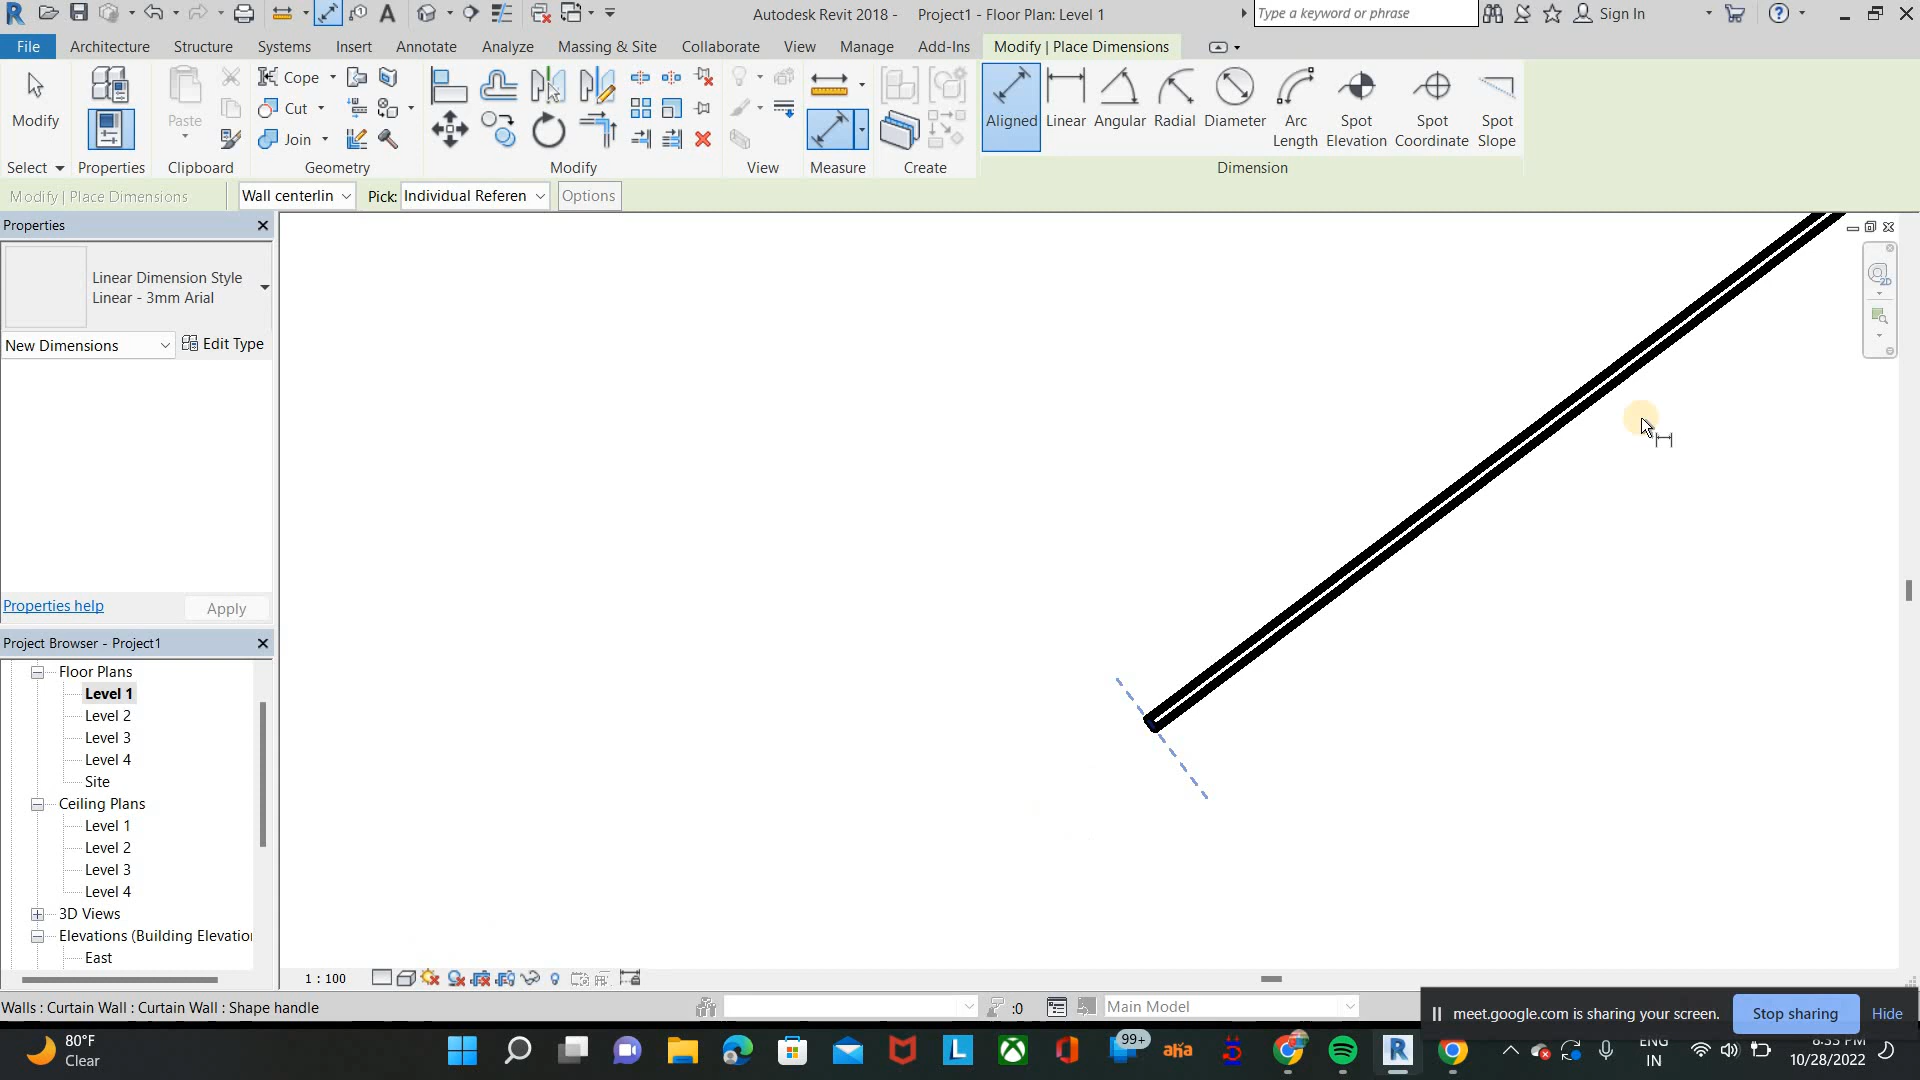 Autodesk Revit 2018 - Project1 - Floor Plan: Level 1
Type a keyword or phrase
Sign In
File Architecture Structure Systems Insert Annotate Analyze Massing & Site Collaborate View Manage Add-Ins Modify | Place Dimensions
Modify
Paste
Cope
Cut
Join
Aligned Linear Angular Radial Diameter Arc Length Spot Elevation Spot Coordinate Spot Slope
Select Properties Clipboard Geometry Modify View Measure Create Dimension
Modify | Place Dimensions Wall centerlin Pick: Individual Referen Options
Properties
Linear Dimension Style
Linear - 3mm Arial
New Dimensions Edit Type
Properties help Apply
Project Browser - Project1
Floor Plans
Level 1
Level 2
Level 3
Level 4
Site
Ceiling Plans
Level 1
Level 2
Level 3
Level 4
3D Views
Elevations (Building Elevatio
East
2D
1 : 100
Walls : Curtain Wall : Curtain Wall : Shape handle
:0
Main Model
meet.google.com is sharing your screen. Stop sharing Hide
80°F
Clear
99+
aha
ENG
IN
8:33 PM
10/28/2022